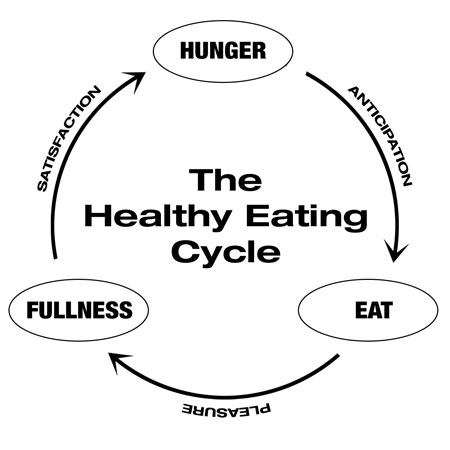 HUNGER
ANTICIPATION
SATISFACTION
The
Healthy Eating
Cycle
FULLNESS
EAT
PLEASURE